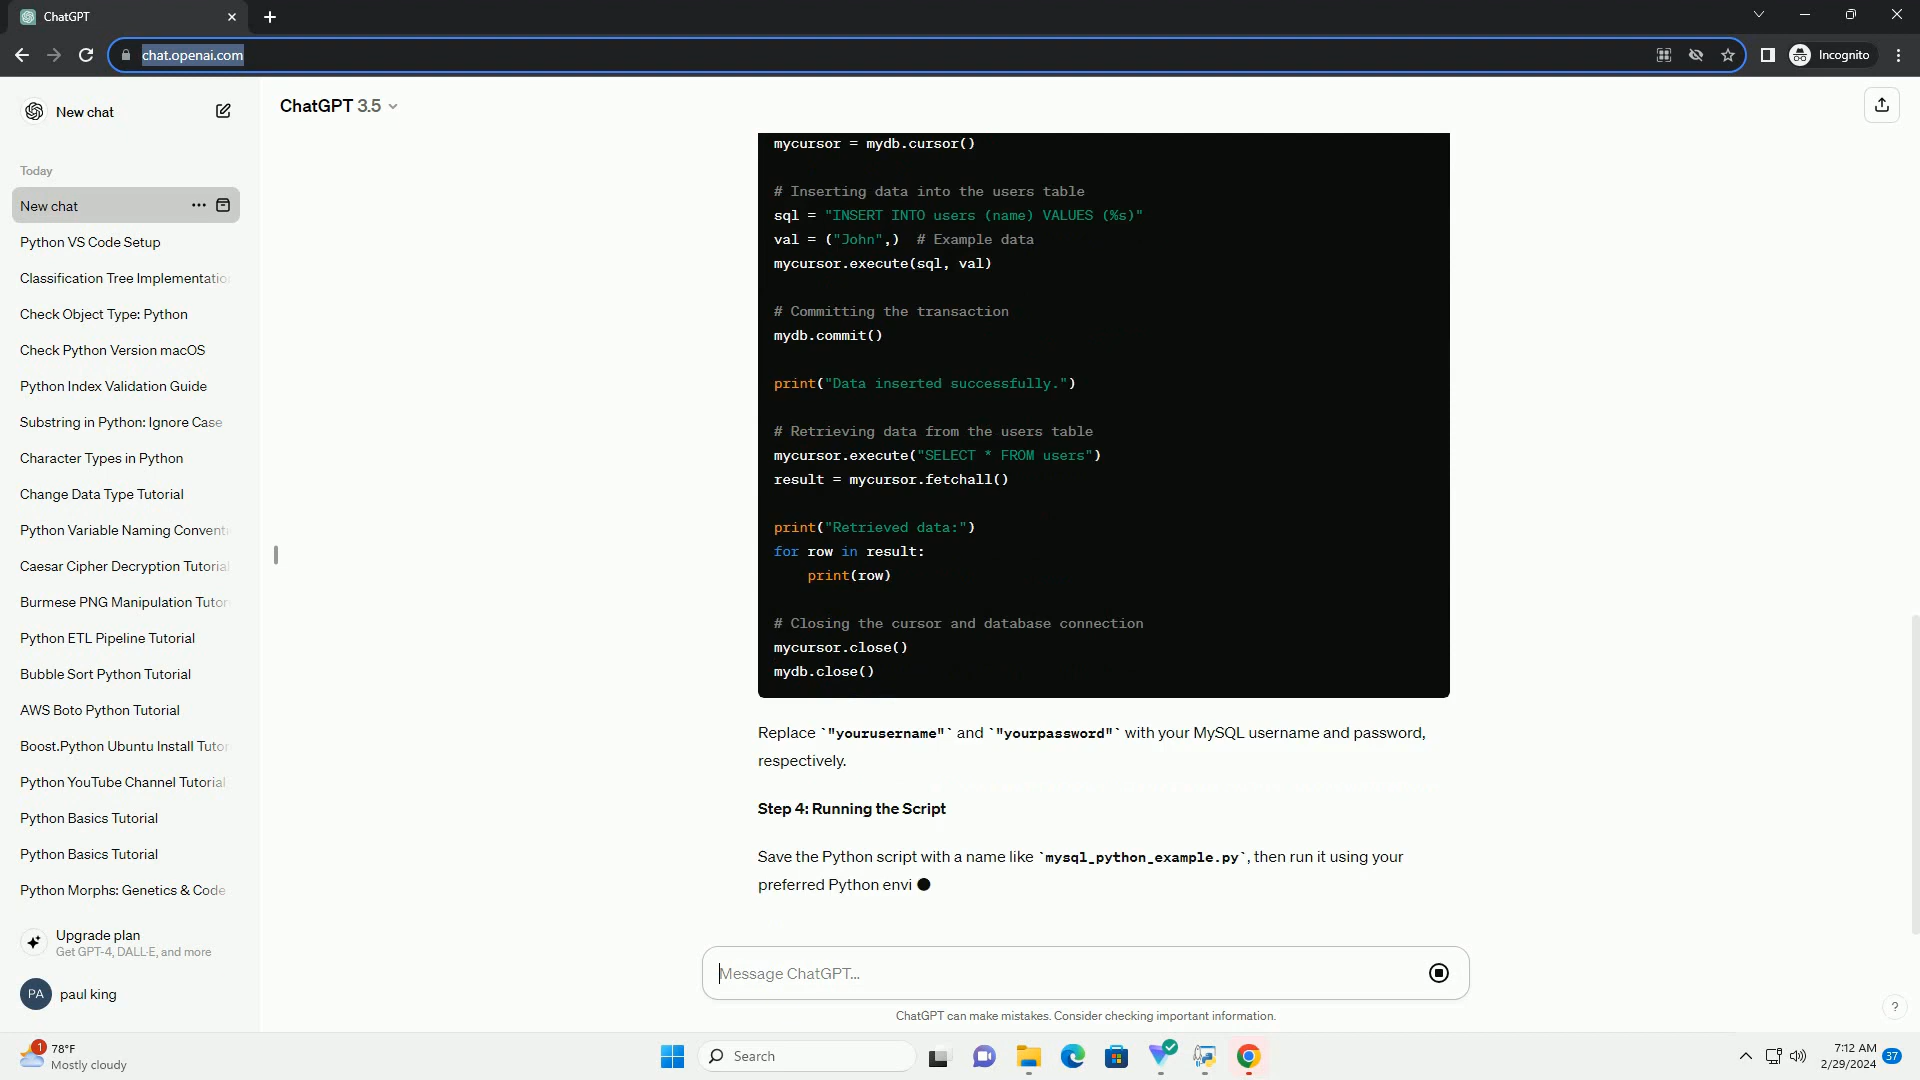 ChatGPT
chat.openai.com
Incognito
New chat
Today
New chat
Python VS Code Setup
Classification Tree Implementatio
Check Object Type: Python
Check Python Version macOS
Python Index Validation Guide
Substring in Python: Ignore Case
Character Types in Python
Change Data Type Tutorial
Python Variable Naming Convent
Caesar Cipher Decryption Tutorial
Burmese PNG Manipulation Tutor
Python ETL Pipeline Tutorial
Bubble Sort Python Tutorial
AWS Boto Python Tutorial
Boost.Python Ubuntu Install Tutor
Python YouTube Channel Tutorial
Python Basics Tutorial
Python Basics Tutorial
Python Morphs: Genetics & Code
Upgrade plan
Get GPT-4, DALL·E, and more
PA paul king
ChatGPT 3.5
mycursor = mydb.cursor()
# Inserting data into the users table
sql = "INSERT INTO users (name) VALUES (%s)"
val = ("John",)  # Example data
mycursor.execute(sql, val)
# Committing the transaction
mydb.commit()
print("Data inserted successfully.")
# Retrieving data from the users table
mycursor.execute("SELECT * FROM users")
result = mycursor.fetchall()
print("Retrieved data:")
for row in result:
    print(row)
# Closing the cursor and database connection
mycursor.close()
mydb.close()
Replace `"yourusername"` and `"yourpassword"` with your MySQL username and password,
respectively.
Step 4: Running the Script
Save the Python script with a name like `mysql_python_example.py`, then run it using your
preferred Python envi
Message ChatGPT...
ChatGPT can make mistakes. Consider checking important information.
?
1
78°F
Mostly cloudy
Search
7:12 AM
2/29/2024
37